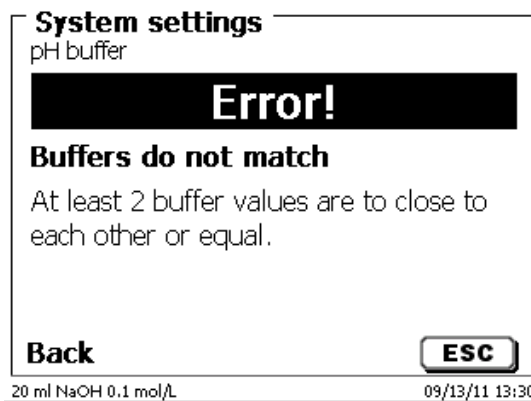 System settings
pH buffer
Error!
Buffers do not match
At least 2 buffer values are to close to
each other or equal.
Back ESC
20 ml NaOH 0.1 mol/L 09/13/11 13:30